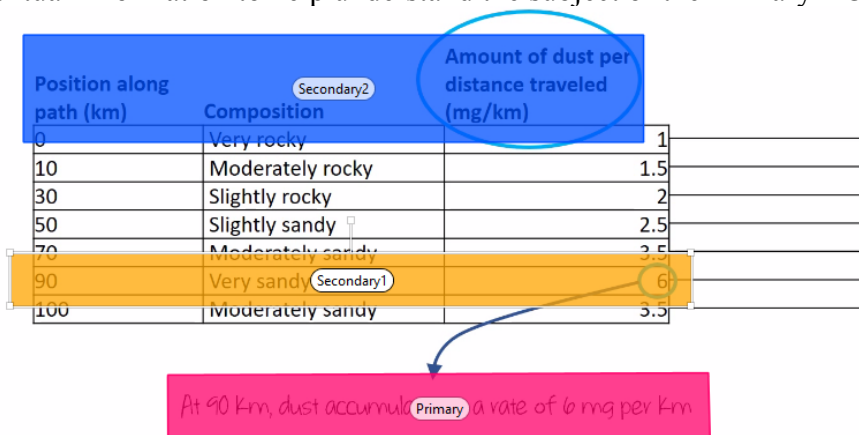 Amount of dust per
Position along distance traveled
path (km) Composition (mg/km)
Secondary2
0 Very rocky 1
10 Moderately rocky 1.5
30 Slightly rocky 2
50 Slightly sandy 2.5
70 Moderately sandy 3.5
90 Very sandy 6
Secondary1
100 Moderately sandy 3.5
At 90 Km, dust a rate of 6 mg per Km
Primary